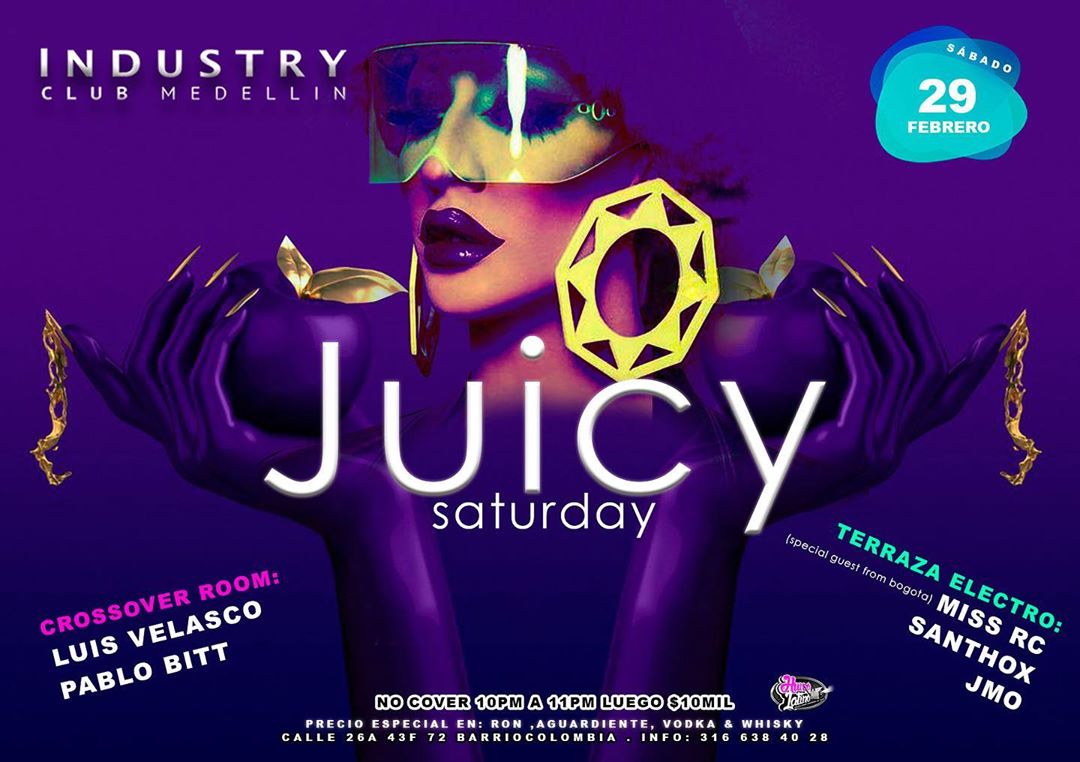 INDUSTRY
CLUB MEDELLIN
SÁBADO
29
FEBRERO
Juicy
saturday
CROSSOVER ROOM:
LUIS VELASCO
PABLO BITT
TERRAZA ELECTRO:
(special guest from bogota) MISS RC
SANTHOX
JMO
NO COVER 10PM A 11PM LUEGO $10MIL
PRECIO ESPECIAL EN: RON ,AGUARDIENTE, VODKA & WHISKY
CALLE 26A 43F 72 BARRIOCOLOMBIA . INFO: 316 638 40 28